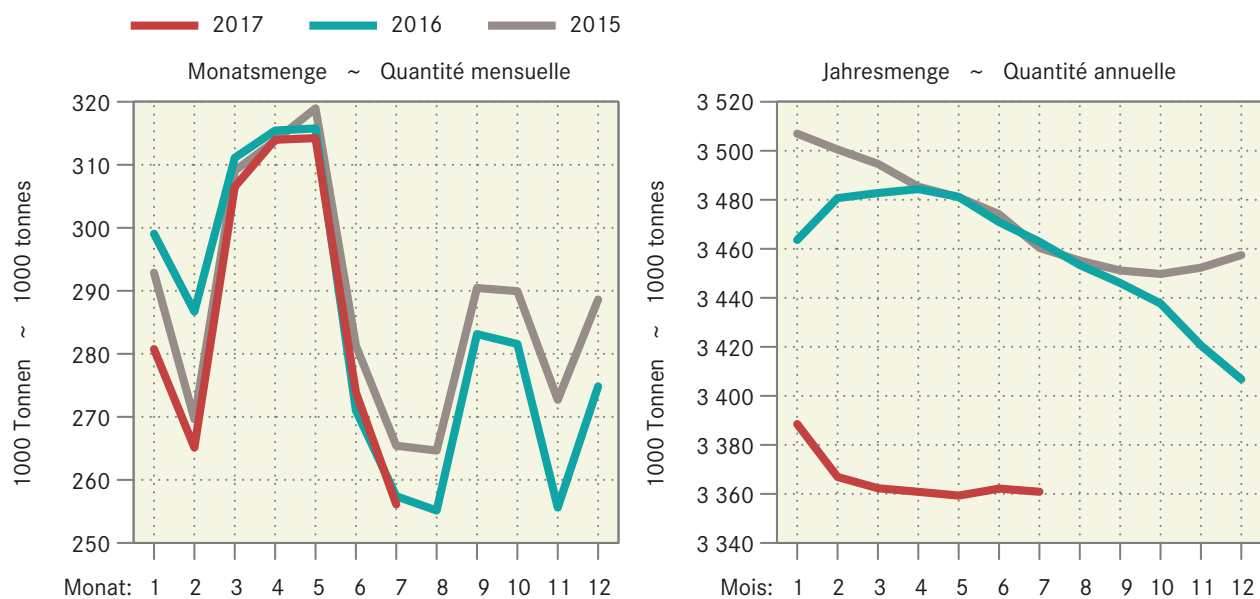 2017 2016 2015
Monatsmenge ~ Quantité mensuelle
1000 Tonnen ~ 1000 tonnes
320
310
300
290
280
270
260
250
Monat: 1 2 3 4 5 6 7 8 9 10 11 12
Jahresmenge ~ Quantité annuelle
1000 Tonnen ~ 1000 tonnes
3 520
3 500
3 480
3 460
3 440
3 420
3 400
3 380
3 360
3 340
Mois: 1 2 3 4 5 6 7 8 9 10 11 12